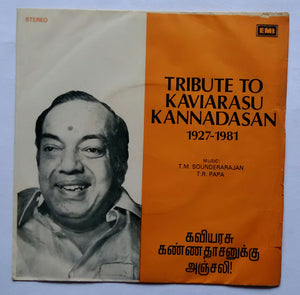 STEREO
EMI
TRIBUTE TO
KAVIARASU
KANNADASAN
1927-1981
MUSIC:
T.M. SOUNDERARAJAN
T.R. PAPA
கவியரசு
கண்ணதாசனுக்கு
அஞ்சலி!